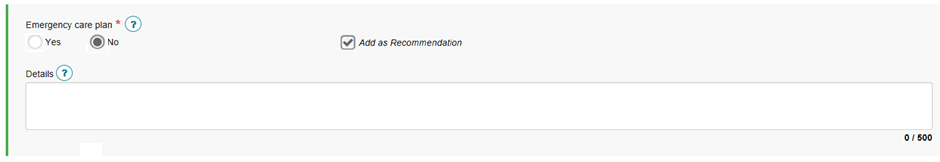 Emergency care plan * ?
Yes No Add as Recommendation
Details ?
0 / 500